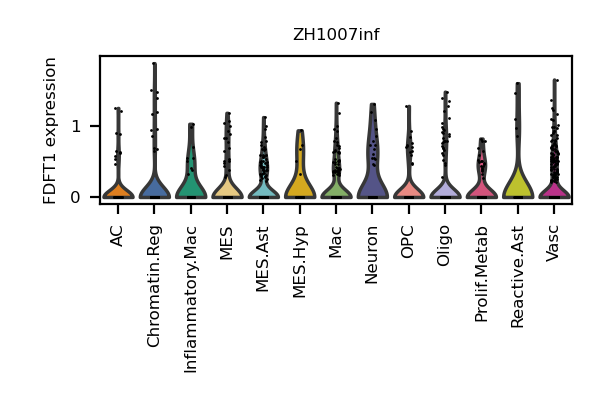 ZH1007inf
FDFT1 expression
1
0
AC
Chromatin.Reg
Inflammatory.Mac
MES
MES.Ast
MES.Hyp
Mac
Neuron
OPC
Oligo
Prolif.Metab
Reactive.Ast
Vasc